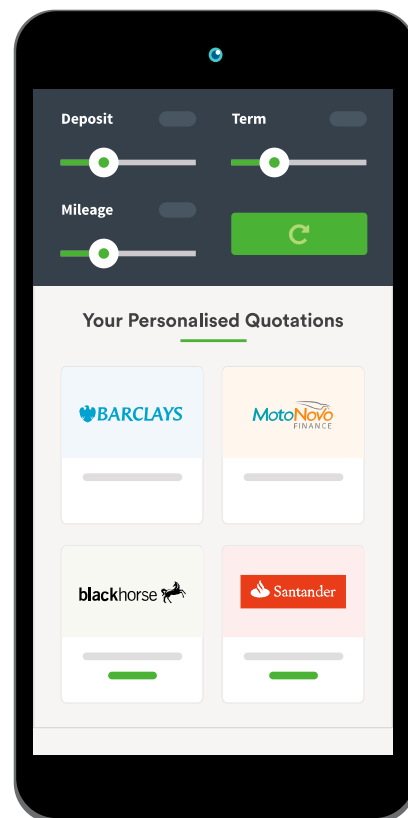 Deposit
Term
Mileage
Your Personalised Quotations
BARCLAYS
MotoNovo
FINANCE
blackhorse
Santander